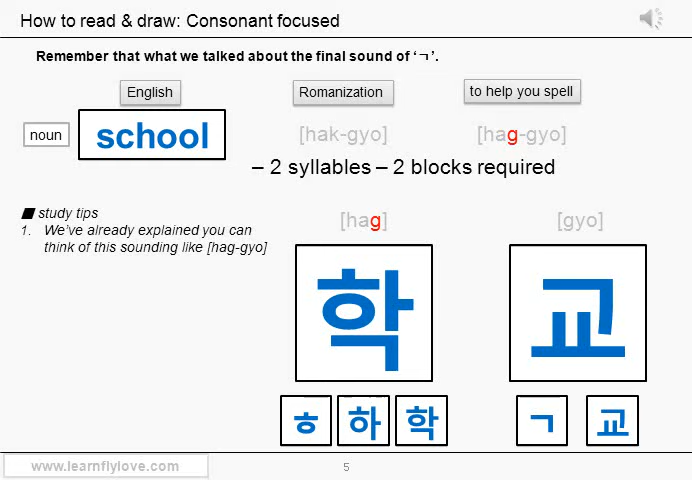 How to read & draw: Consonant focused
Remember that what we talked about the final sound of ‘ㄱ’.
English
Romanization
to help you spell
noun
school
[hak-gyo]
[hag-gyo]
– 2 syllables – 2 blocks required
study tips
1. We’ve already explained you can
think of this sounding like [hag-gyo]
[hag]
[gyo]
학
교
ㅎ 하 학
ㄱ 교
www.learnflylove.com
5